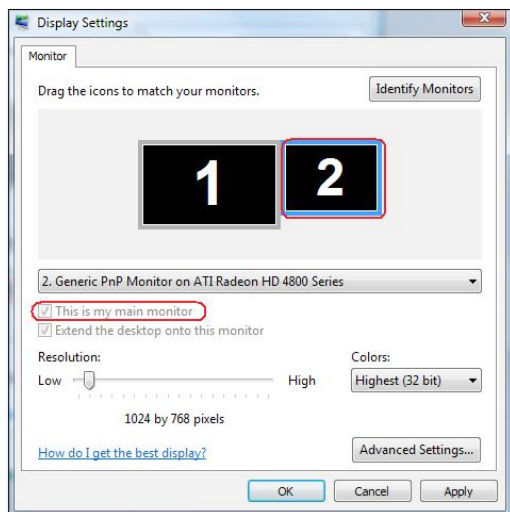 Display Settings
Monitor
Drag the icons to match your monitors.
Identify Monitors
1
2
2. Generic PnP Monitor on ATI Radeon HD 4800 Series
This is my main monitor
Extend the desktop onto this monitor
Resolution:
Colors:
Low
High
Highest (32 bit)
1024 by 768 pixels
How do I get the best display?
Advanced Settings...
OK
Cancel
Apply